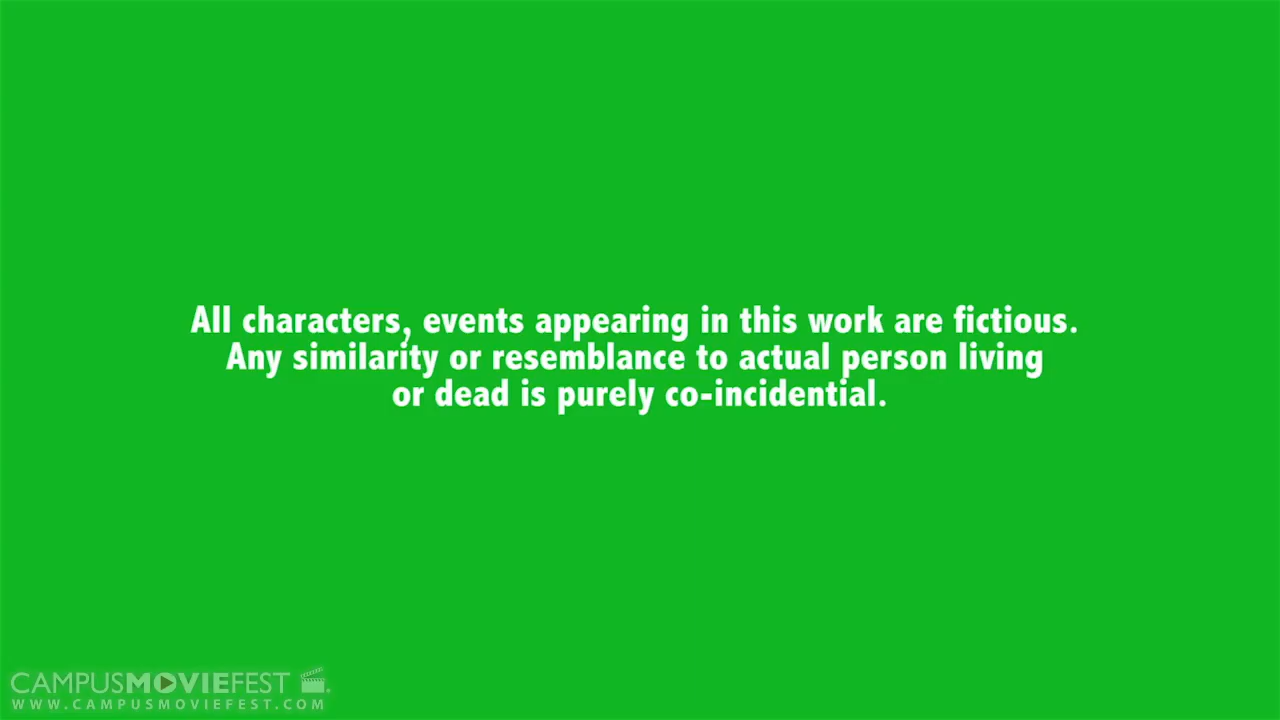 All characters, events appearing in this work are fictious.
Any similarity or resemblance to actual person living
or dead is purely co-incidential.
CAMPUSMOVIEFEST
WWW.CAMPUSMOVIEFEST.COM